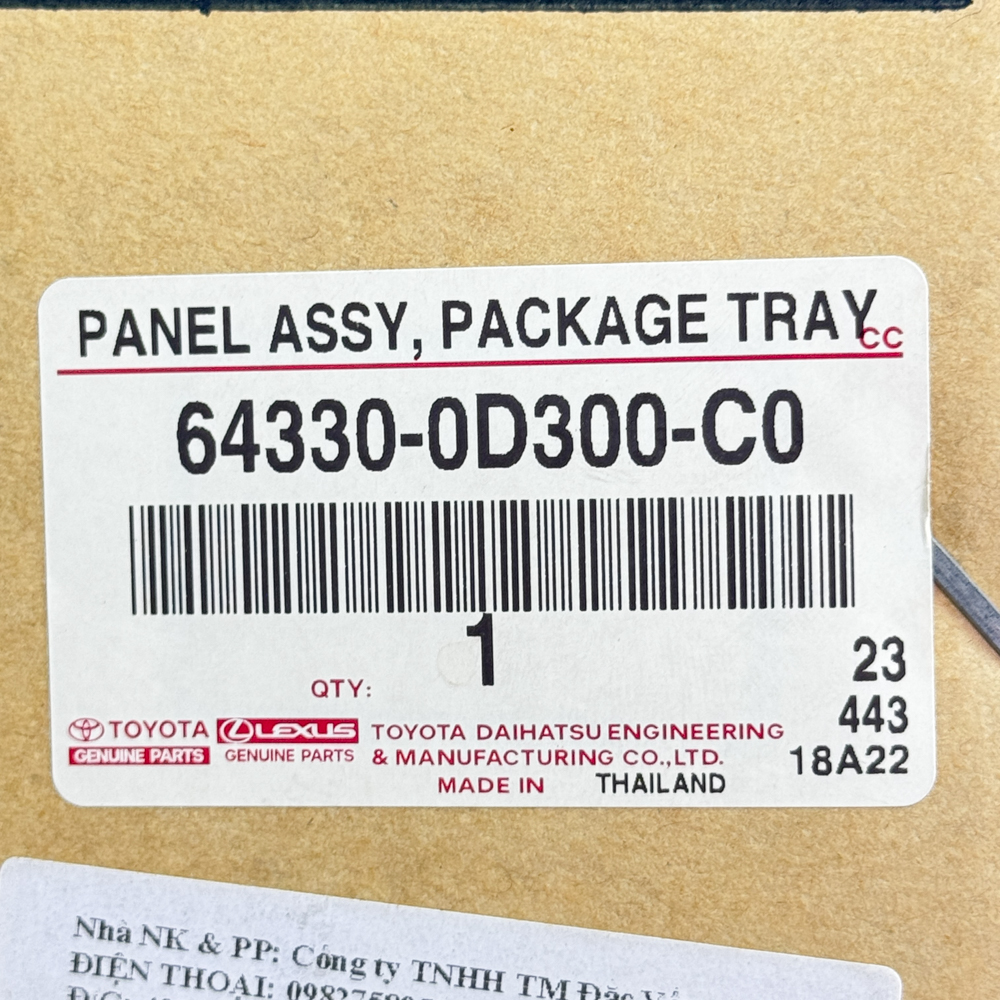 PANEL ASSY, PACKAGE TRAY
CC
64330-0D300-C0
1
QTY:
23
443
18A22
TOYOTA
GENUINE PARTS
LEXUS
GENUINE PARTS
TOYOTA DAIHATSU ENGINEERING
& MANUFACTURING CO.,LTD.
MADE IN THAILAND
Nhà NK & PP: Công ty TNHH TM
ĐIỆN THOẠI: